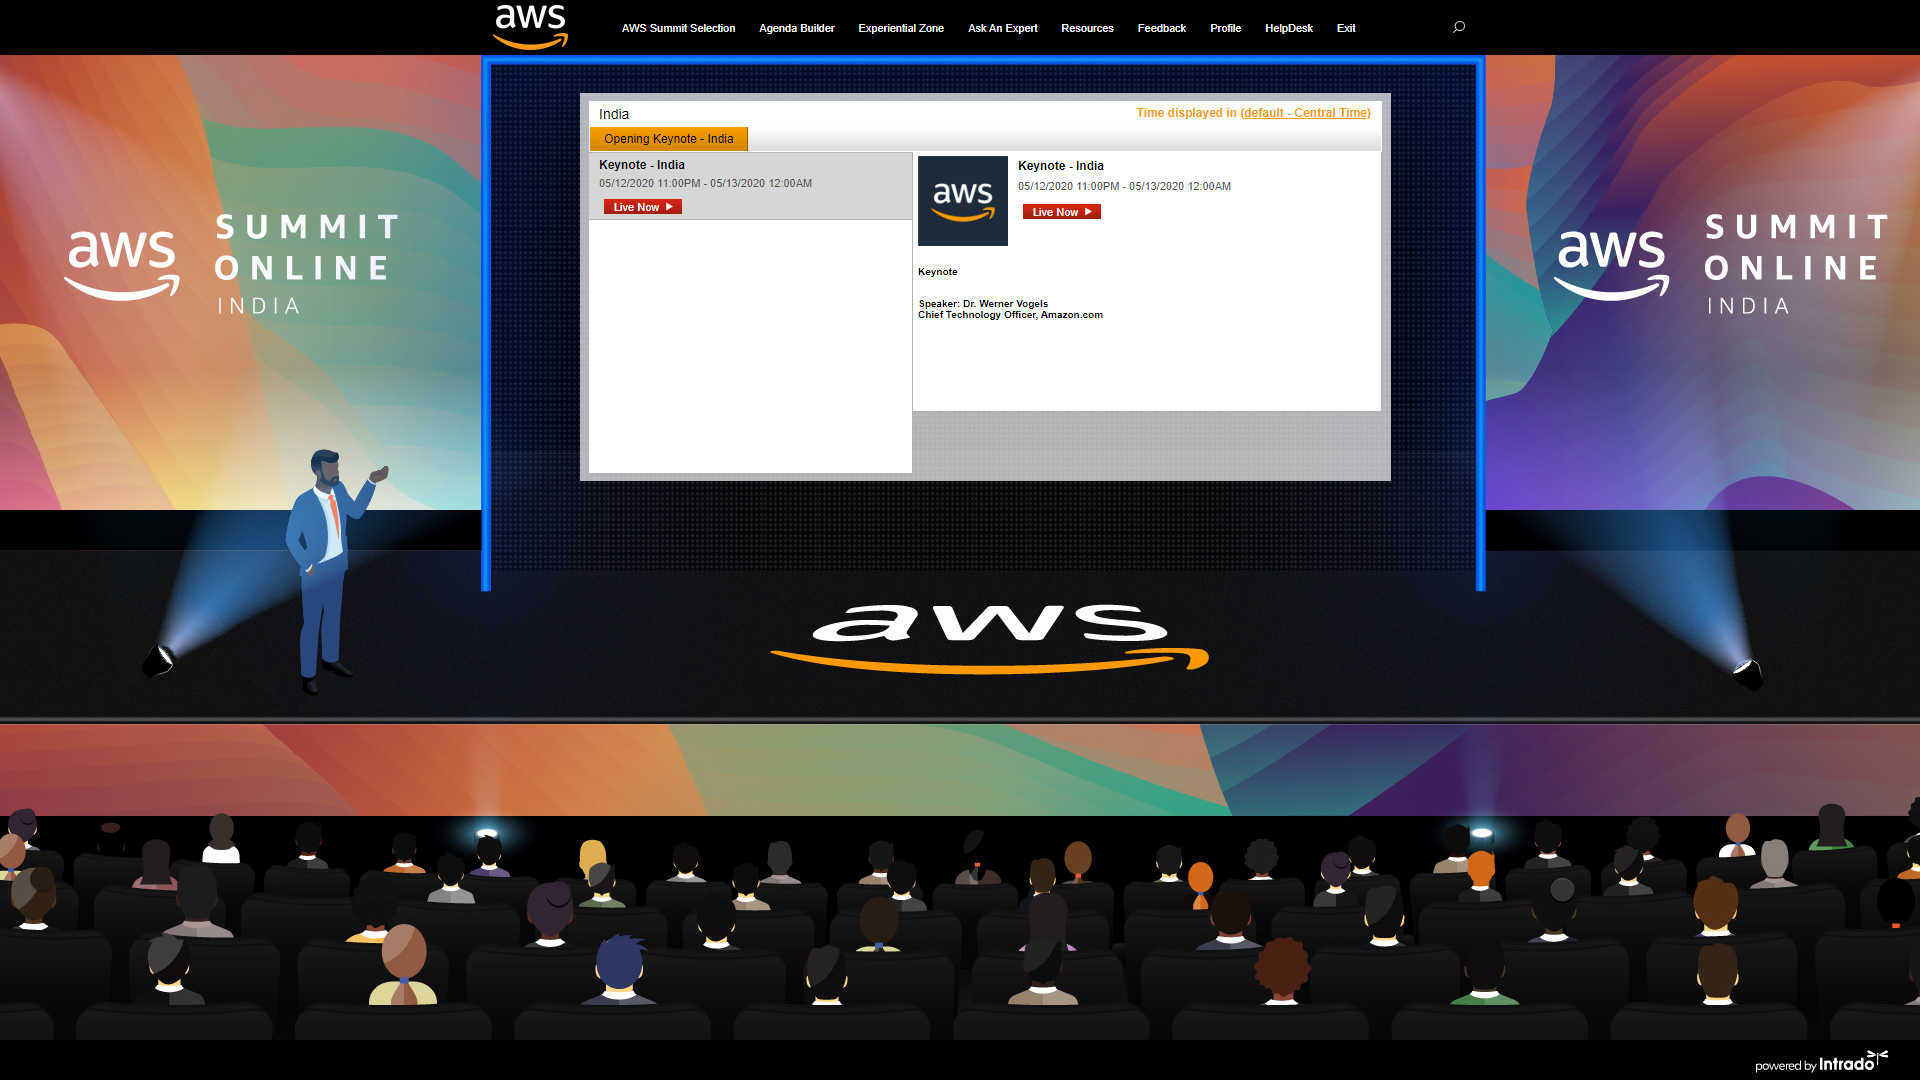 aws
AWS Summit Selection Agenda Builder Experiential Zone Ask An Expert Resources Feedback Profile HelpDesk Exit
India
Time displayed in (default - Central Time)
Opening Keynote - India
Keynote - India
05/12/2020 11:00PM - 05/13/2020 12:00AM
Live Now
aws
Keynote - India
05/12/2020 11:00PM - 05/13/2020 12:00AM
Live Now
Keynote
Speaker: Dr. Werner Vogels
Chief Technology Officer, Amazon.com
aws
SUMMIT
ONLINE
INDIA
aws
SUMMIT
ONLINE
INDIA
aws
powered by Intrado